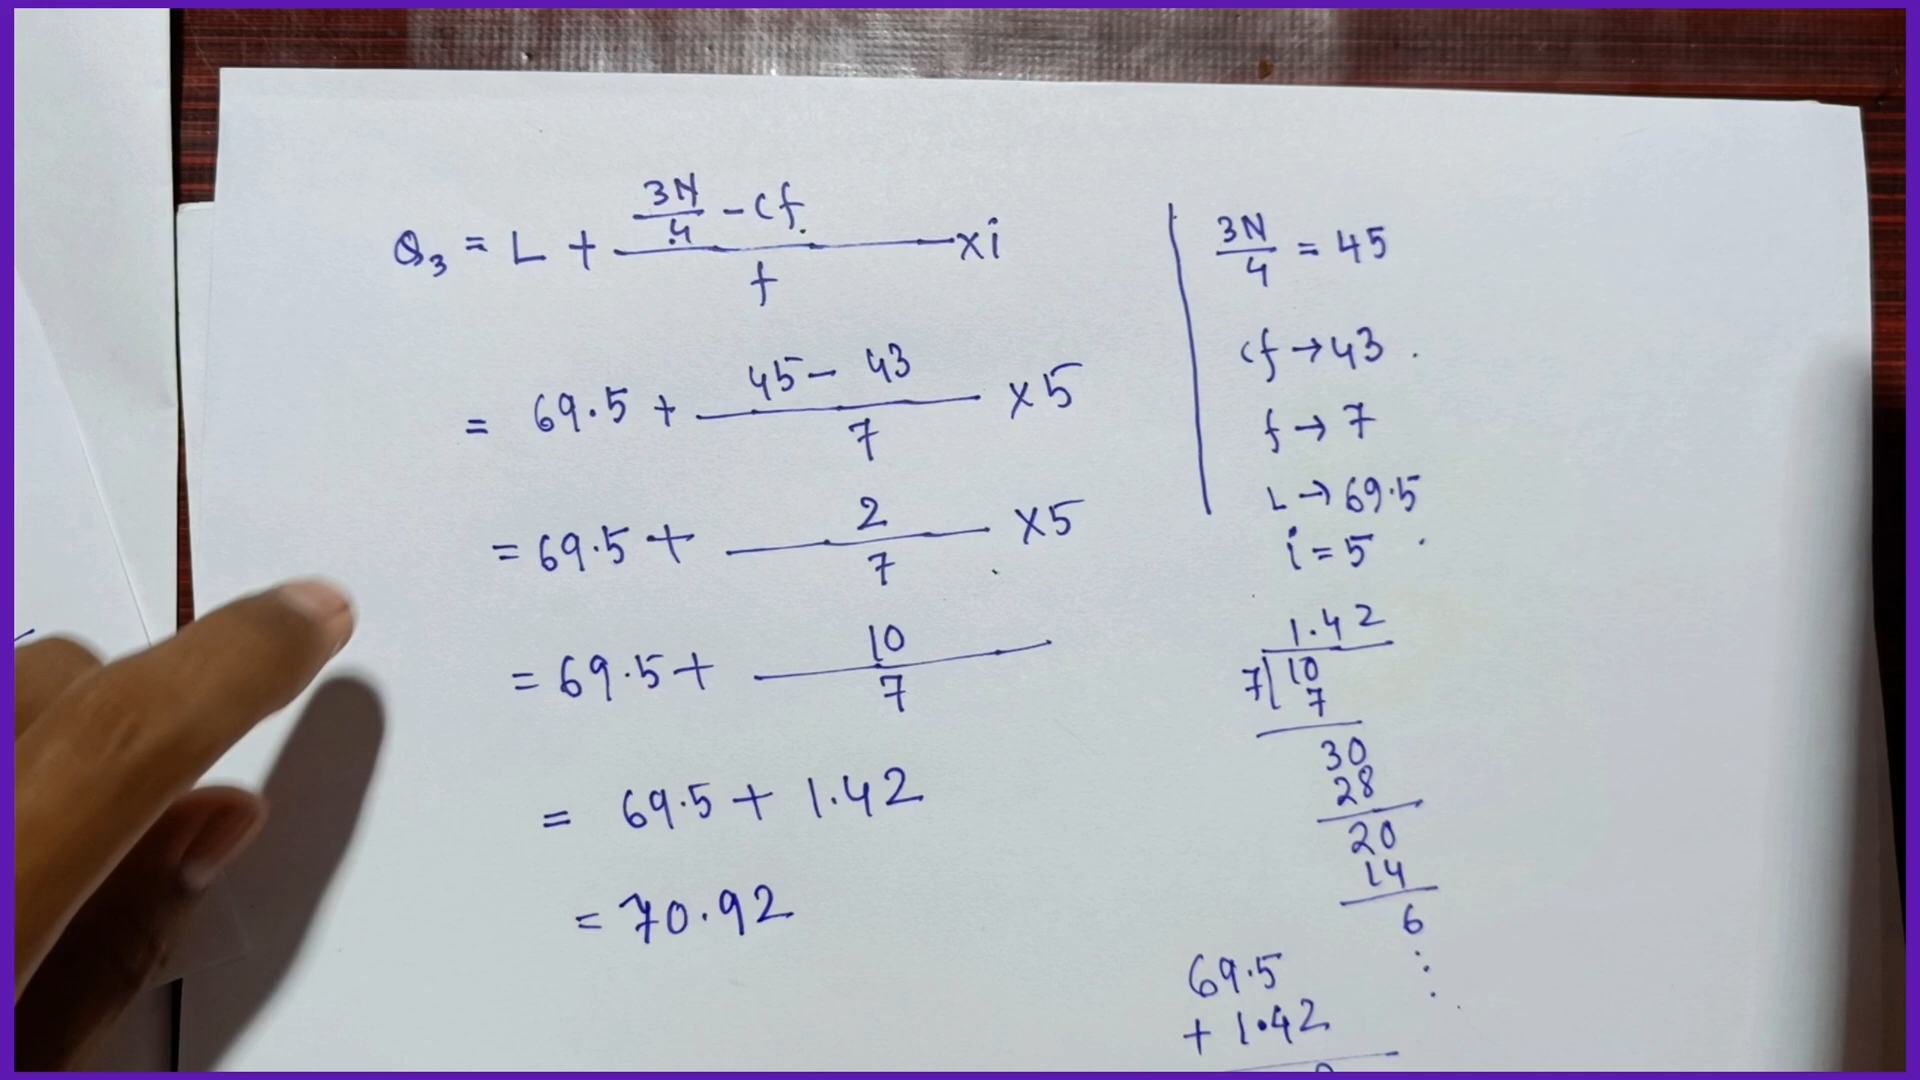 Q₃ = L + (3N/4 - cf)/f × i
= 69.5 + (45 - 43)/7 × 5
= 69.5 + 2/7 × 5
= 69.5 + 10/7
= 69.5 + 1.42
= 70.92
3N/4 = 45
cf → 43
f → 7
L → 69.5
i = 5
1.42
7 | 10
7
30
28
20
14
6
69.5
+ 1.42